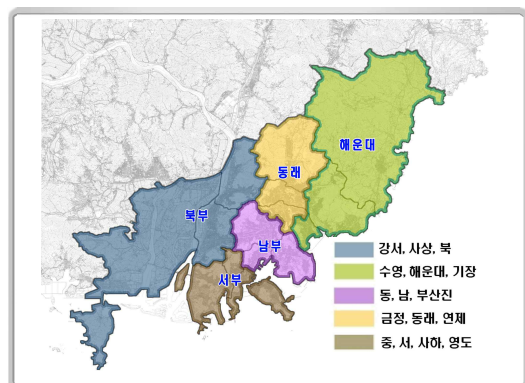 해운대
동래
북부
남부
서부
강서, 사상, 북
수영, 해운대, 기장
동, 남, 부산진
금정, 동래, 연제
중, 서, 사하, 영도